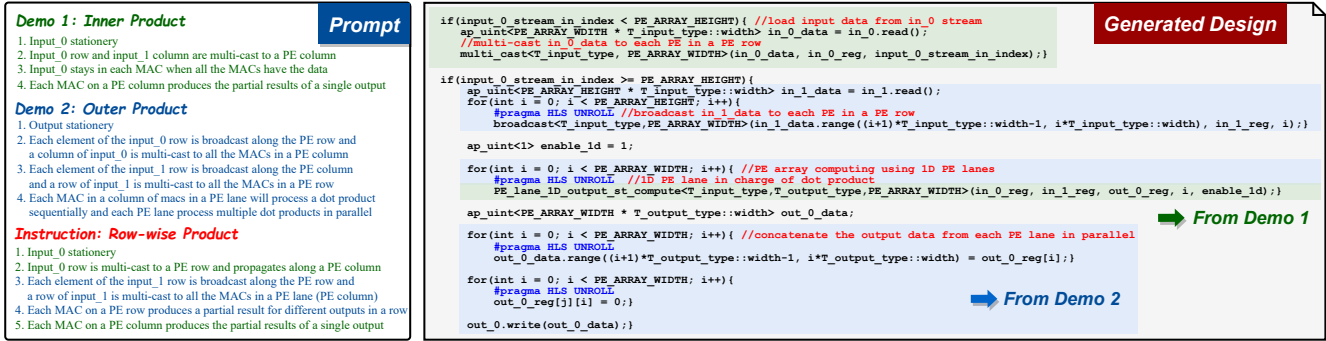 Prompt
Demo 1: Inner Product
1. Input_0 stationery
2. Input_0 row and input_1 column are multi-cast to a PE column
3. Input_0 stays in each MAC when all the MACs have the data
4. Each MAC on a PE column produces the partial results of a single output
Demo 2: Outer Product
1. Output stationery
2. Each element of the input_0 row is broadcast along the PE row and
a column of input_0 is multi-cast to all the MACs in a PE column
3. Each element of the input_1 row is broadcast along the PE column
and a row of input_1 is multi-cast to all the MACs in a PE row
4. Each MAC in a column of macs in a PE lane will process a dot product
sequentially and each PE lane process multiple dot products in parallel
Instruction: Row-wise Product
1. Input_0 stationery
2. Input_0 row is multi-cast to a PE row and propagates along a PE column
3. Each element of the input_1 row is broadcast along the PE row and
a row of input_1 is multi-cast to all the MACs in a PE lane (PE column)
4. Each MAC on a PE row produces a partial result for different outputs in a row
5. Each MAC on a PE column produces the partial results of a single output
Generated Design
if(input_0_stream_in_index < PE_ARRAY_HEIGHT){ //load input data from in_0 stream
ap_uint<PE_ARRAY_WDITH * T_input_type::width> in_0_data = in_0.read();
//multi-cast in_0_data to each PE in a PE row
multi_cast<T_input_type, PE_ARRAY_WIDTH>(in_0_data, in_0_reg, input_0_stream_in_index);}
if(input_0_stream_in_index >= PE_ARRAY_HEIGHT){
ap_uint<PE_ARRAY_HEIGHT * T_input_type::width> in_1_data = in_1.read();
for(int i = 0; i < PE_ARRAY_HEIGHT; i++){
#pragma HLS UNROLL //broadcast in_1_data to each PE in a PE row
broadcast<T_input_type,PE_ARRAY_WIDTH>(in_1_data.range((i+1)*T_input_type::width-1, i*T_input_type::width), in_1_reg, i);}
ap_uint<1> enable_1d = 1;
for(int i = 0; i < PE_ARRAY_WIDTH; i++){ //PE array computing using 1D PE lanes
#pragma HLS UNROLL //1D PE lane in charge of dot product
PE_lane_1D_output_st_compute<T_input_type,T_output_type,PE_ARRAY_WIDTH>(in_0_reg, in_1_reg, out_0_reg, i, enable_1d);}
ap_uint<PE_ARRAY_WIDTH * T_output_type::width> out_0_data;
From Demo 1
for(int i = 0; i < PE_ARRAY_WIDTH; i++){ //concatenate the output data from each PE lane in parallel
#pragma HLS UNROLL
out_0_data.range((i+1)*T_output_type::width-1, i*T_output_type::width) = out_0_reg[i];}
for(int i = 0; i < PE_ARRAY_WIDTH; i++){
#pragma HLS UNROLL
out_0_reg[j][i] = 0;}
From Demo 2
out_0.write(out_0_data);}